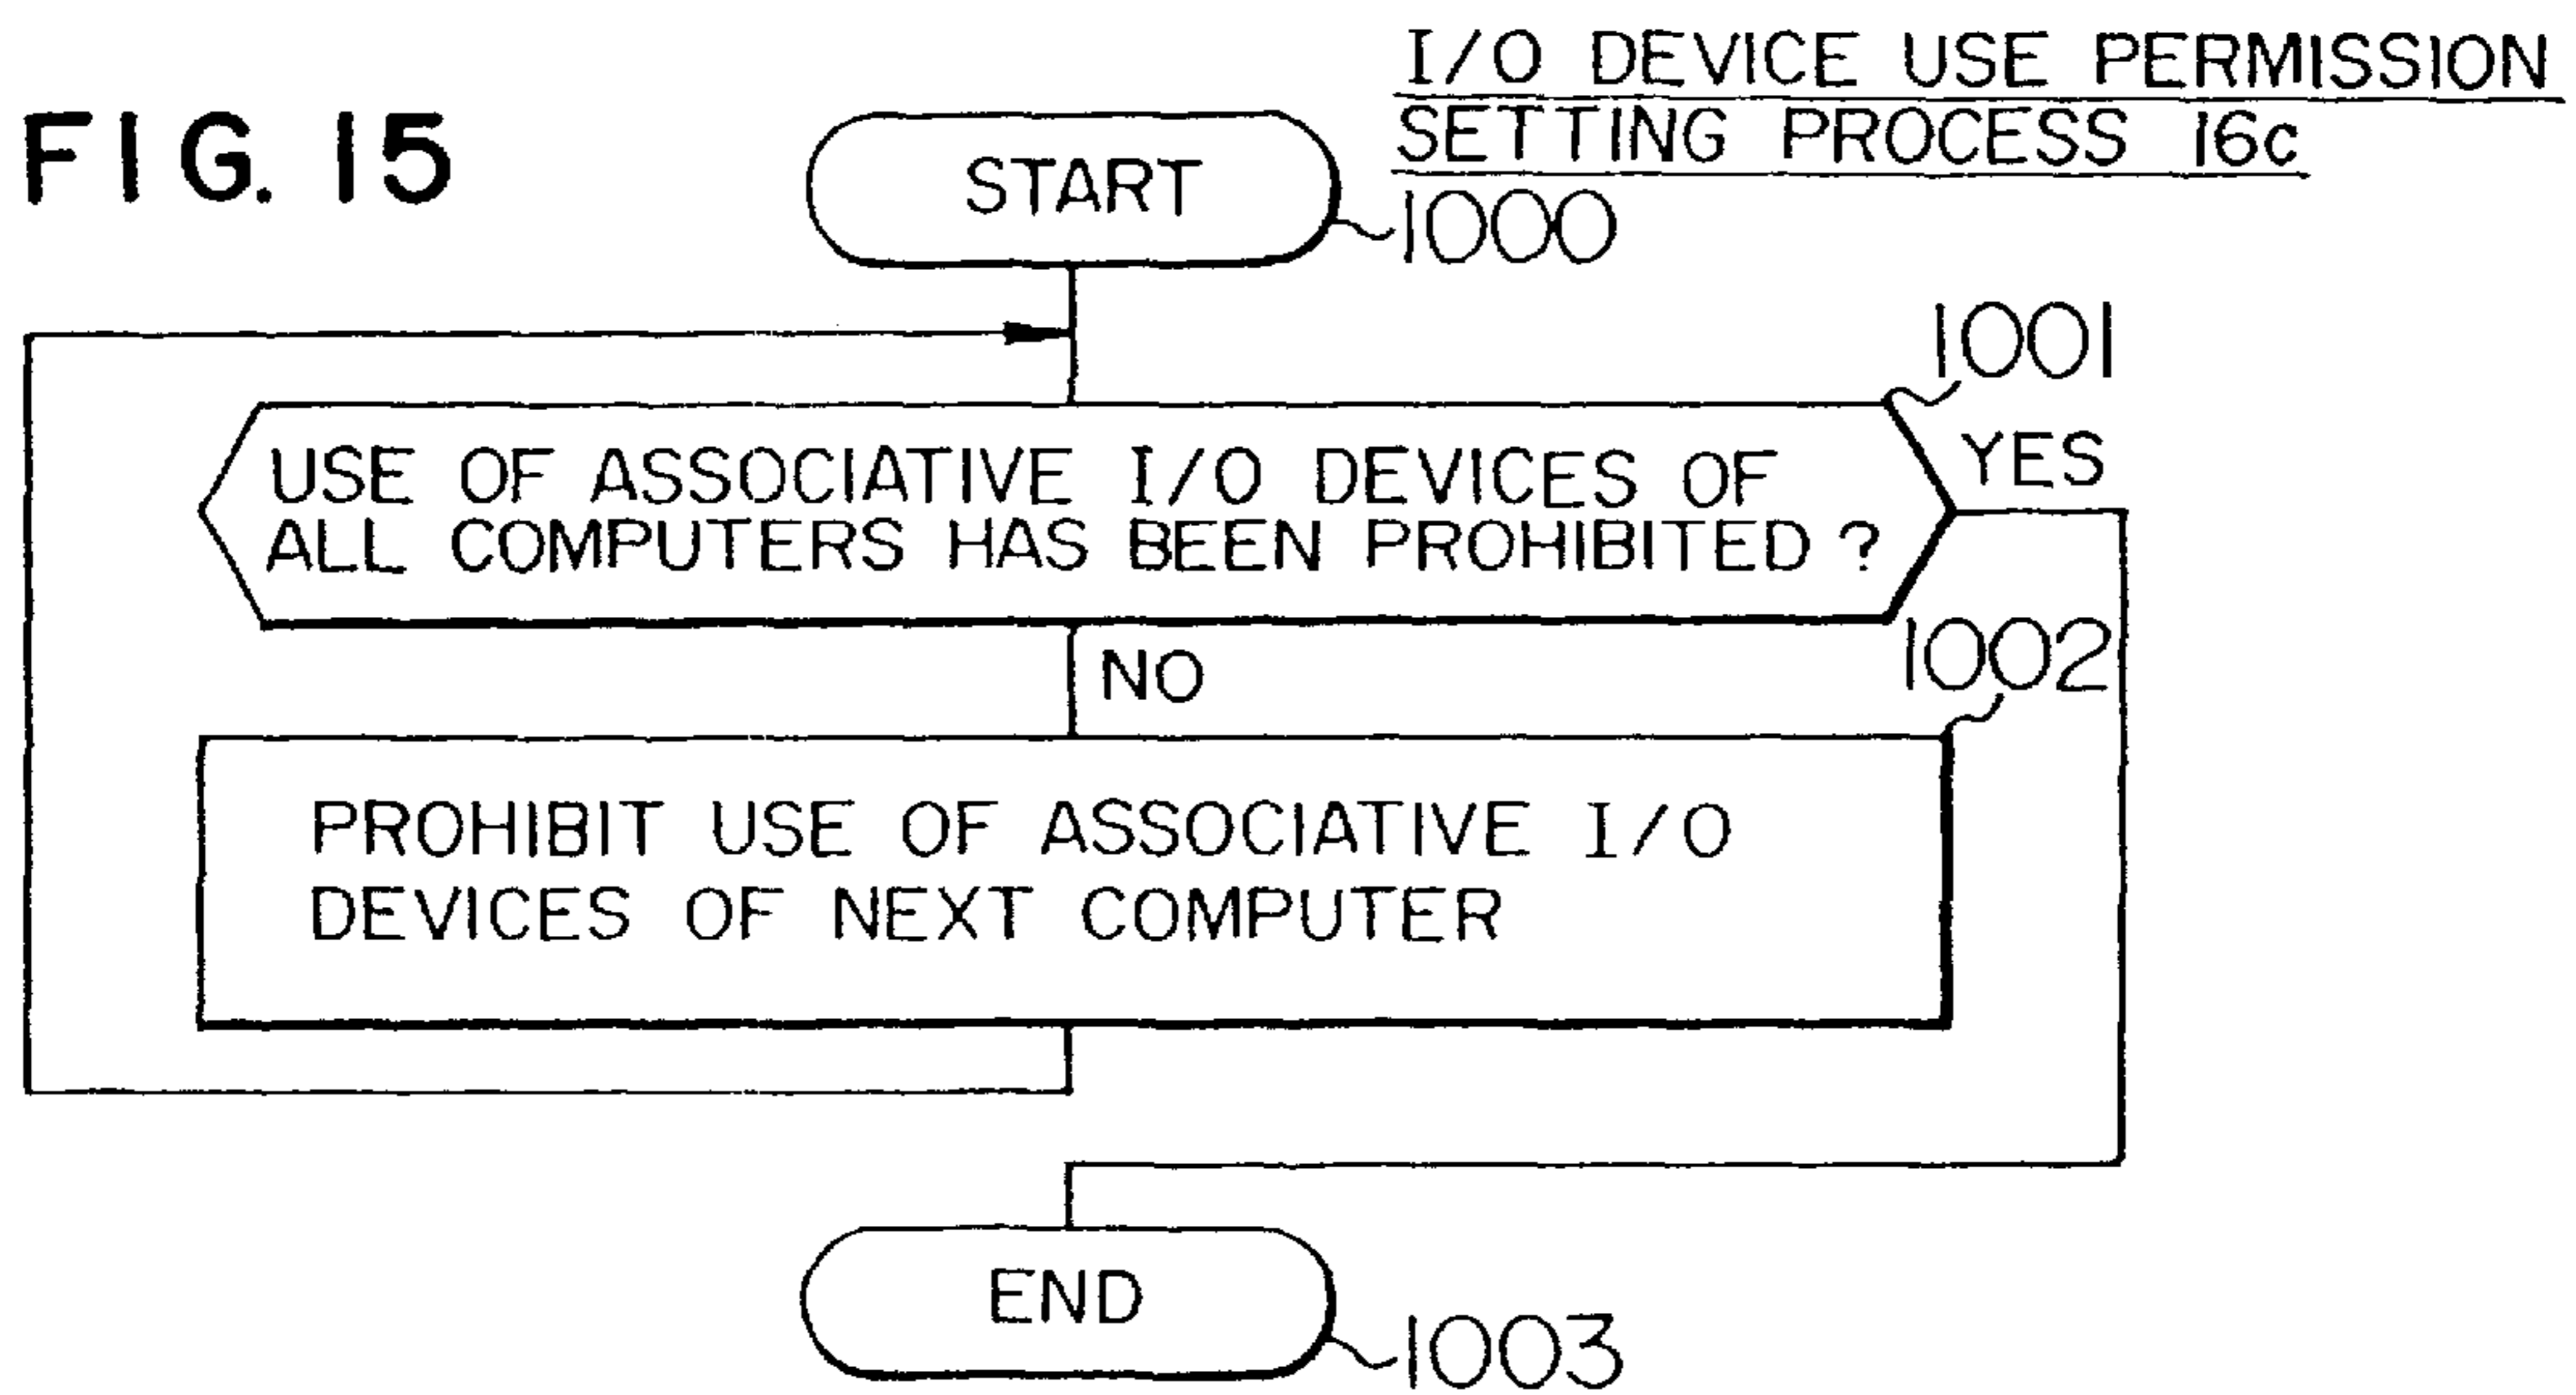 FIG. 15
I/O DEVICE USE PERMISSION
SETTING PROCESS 16c
START
1000
1001
USE OF ASSOCIATIVE I/O DEVICES OF
ALL COMPUTERS HAS BEEN PROHIBITED ?
YES
NO
1002
PROHIBIT USE OF ASSOCIATIVE I/O
DEVICES OF NEXT COMPUTER
END
1003